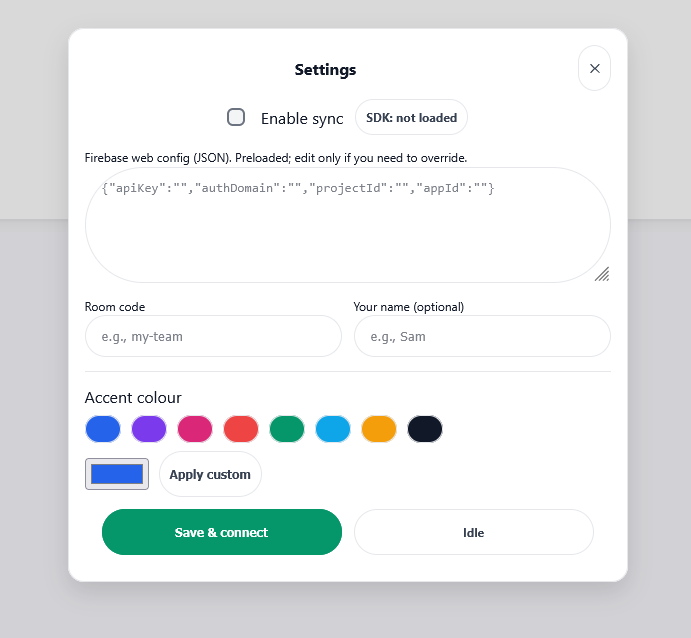 Settings
Enable sync
SDK: not loaded
Firebase web config (JSON). Preloaded; edit only if you need to override.
{"apiKey":"","authDomain":"","projectId":"","appId":""}
Room code
Your name (optional)
e.g., my-team
e.g., Sam
Accent colour
Apply custom
Save & connect
Idle